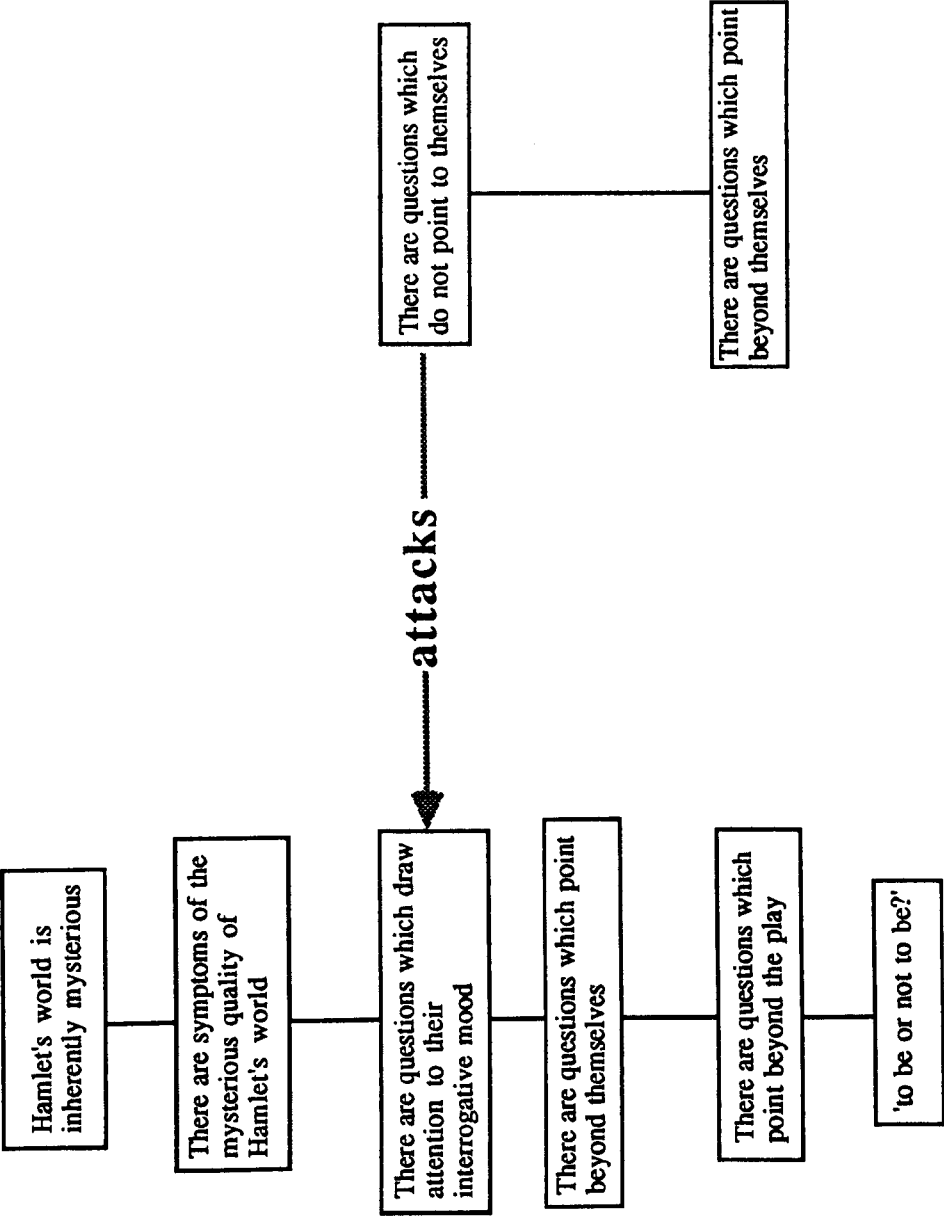 Hamlet's world is
inherently mysterious
There are symptoms of the
mysterious quality of
Hamlet's world
There are questions which draw
attention to their
interrogative mood
There are questions which point
beyond themselves
There are questions which
point beyond the play
'to be or not to be?'
attacks
There are questions which
do not point to themselves
There are questions which point
beyond themselves